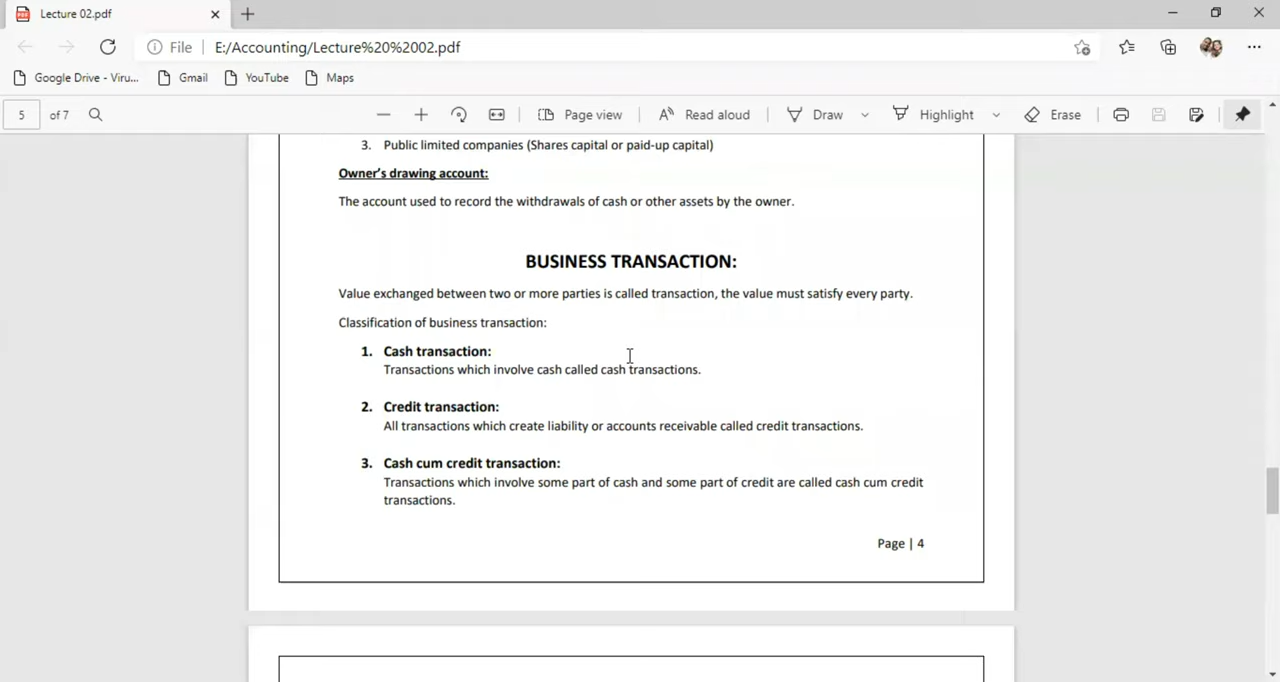 Lecture 02.pdf
File E:/Accounting/Lecture%20%2002.pdf
Google Drive - Viru... Gmail YouTube Maps
5 of 7 Page view Read aloud Draw Highlight Erase
3. Public limited companies (Shares capital or paid-up capital)
Owner's drawing account:
The account used to record the withdrawals of cash or other assets by the owner.
BUSINESS TRANSACTION:
Value exchanged between two or more parties is called transaction, the value must satisfy every party.
Classification of business transaction:
1. Cash transaction:
Transactions which involve cash called cash transactions.
2. Credit transaction:
All transactions which create liability or accounts receivable called credit transactions.
3. Cash cum credit transaction:
Transactions which involve some part of cash and some part of credit are called cash cum credit
transactions.
Page | 4